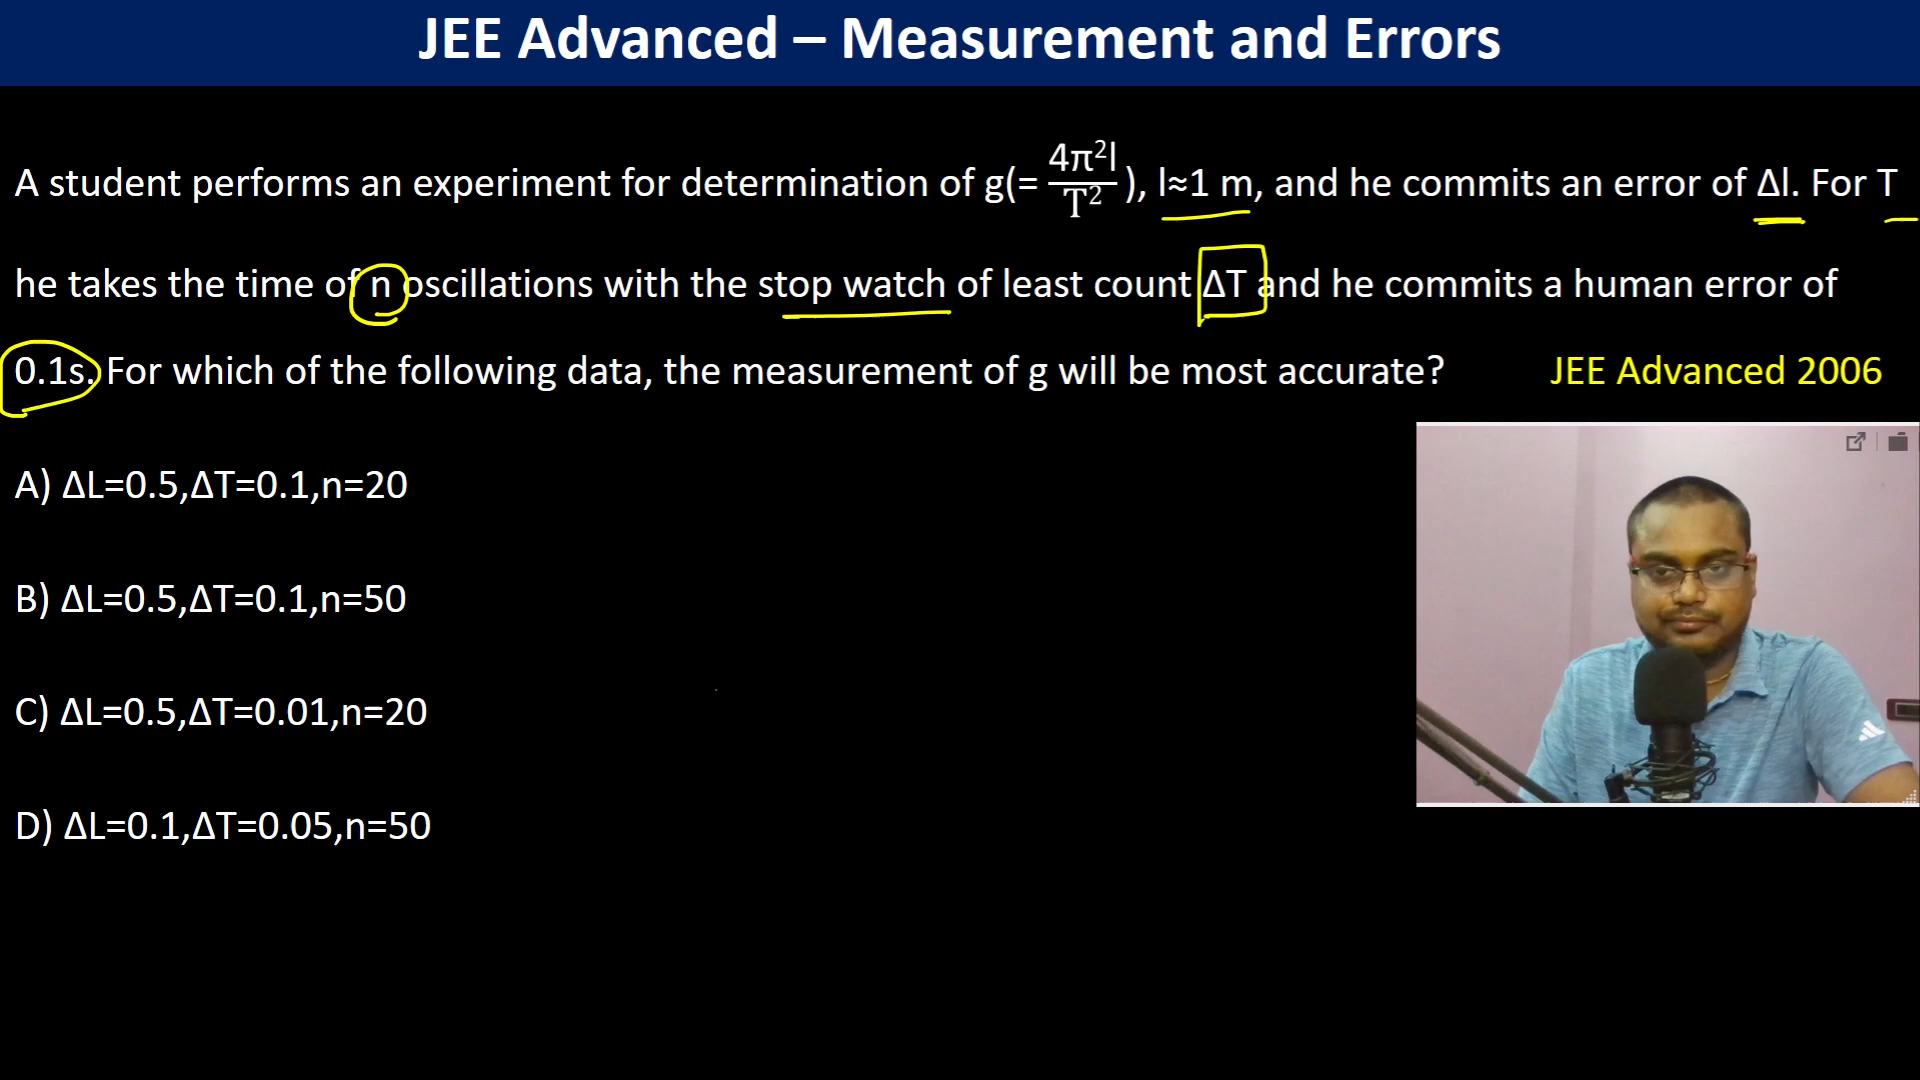 JEE Advanced – Measurement and Errors
A student performs an experiment for determination of g(= 4π²l/T²), l≈1 m, and he commits an error of Δl. For T
he takes the time of n oscillations with the stop watch of least count ΔT and he commits a human error of
0.1s. For which of the following data, the measurement of g will be most accurate? JEE Advanced 2006
A) ΔL=0.5,ΔT=0.1,n=20
B) ΔL=0.5,ΔT=0.1,n=50
C) ΔL=0.5,ΔT=0.01,n=20
D) ΔL=0.1,ΔT=0.05,n=50